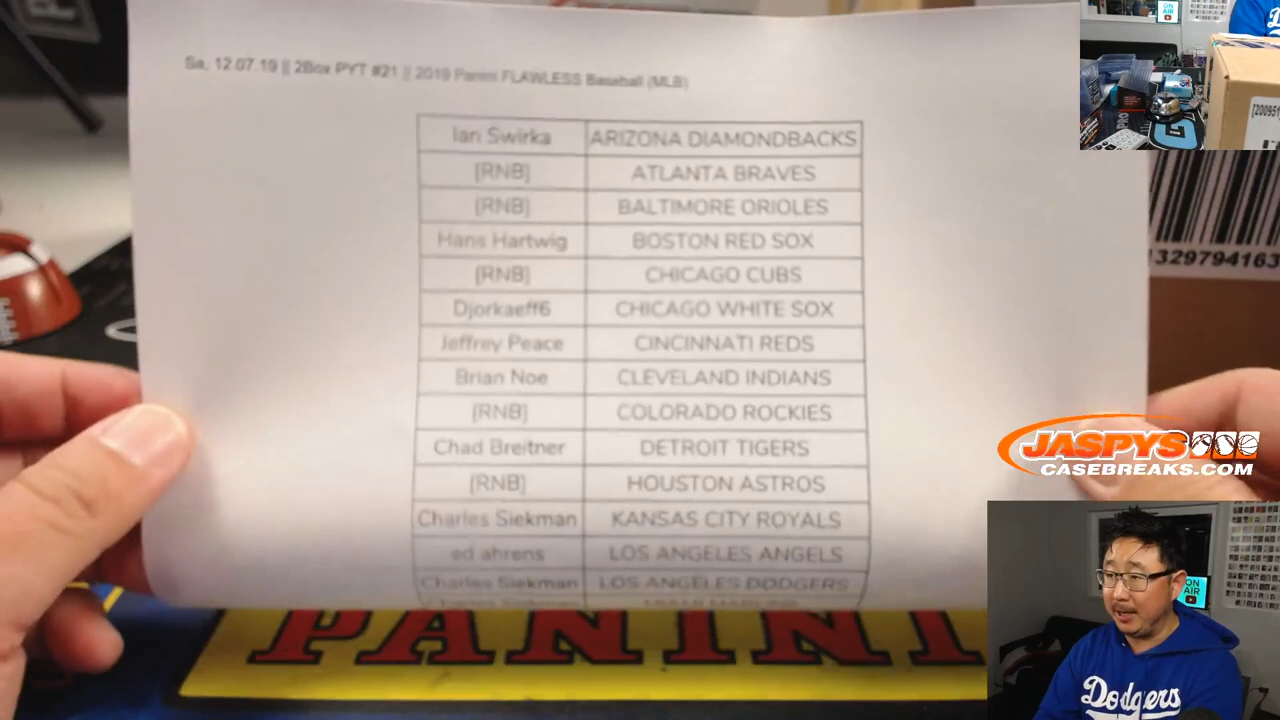 Sa, 12.07.19 || 2Box PYT #21 || 2019 Panini FLAWLESS Baseball (MLB)
Ian Swirka ARIZONA DIAMONDBACKS
[RNB] ATLANTA BRAVES
[RNB] BALTIMORE ORIOLES
Hans Hartwig BOSTON RED SOX
[RNB] CHICAGO CUBS
Djorkaeff6 CHICAGO WHITE SOX
Jeffrey Peace CINCINNATI REDS
Brian Noe CLEVELAND INDIANS
[RNB] COLORADO ROCKIES
Chad Breitner DETROIT TIGERS
[RNB] HOUSTON ASTROS
Charles Siekman KANSAS CITY ROYALS
ed ahrens LOS ANGELES ANGELS
Charles Siekman LOS ANGELES DODGERS
PANINI
ON AIR
[200951
1329794163
JASPYS
CASEBREAKS.COM
ON AIR
Dodgers